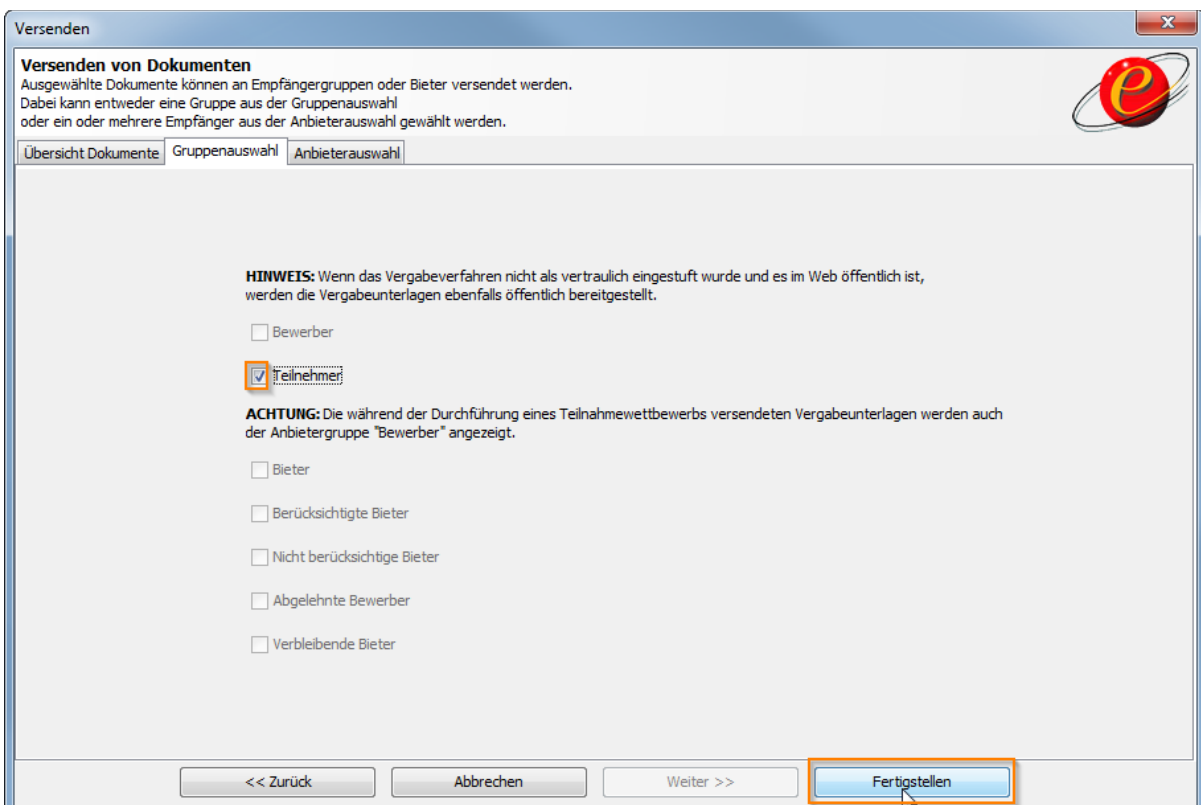 Versenden
X
Versenden von Dokumenten
Ausgewählte Dokumente können an Empfängergruppen oder Bieter versendet werden.
Dabei kann entweder eine Gruppe aus der Gruppenauswahl
oder ein oder mehrere Empfänger aus der Anbieterauswahl gewählt werden.
e
Übersicht Dokumente Gruppenauswahl Anbieterauswahl
HINWEIS: Wenn das Vergabeverfahren nicht als vertraulich eingestuft wurde und es im Web öffentlich ist,
werden die Vergabeunterlagen ebenfalls öffentlich bereitgestellt.
Bewerber
Teilnehmer
ACHTUNG: Die während der Durchführung eines Teilnahmewettbewerbs versendeten Vergabeunterlagen werden auch
der Anbietergruppe "Bewerber" angezeigt.
Bieter
Berücksichtigte Bieter
Nicht berücksichtige Bieter
Abgelehnte Bewerber
Verbleibende Bieter
<< Zurück Abbrechen Weiter >> Fertigstellen